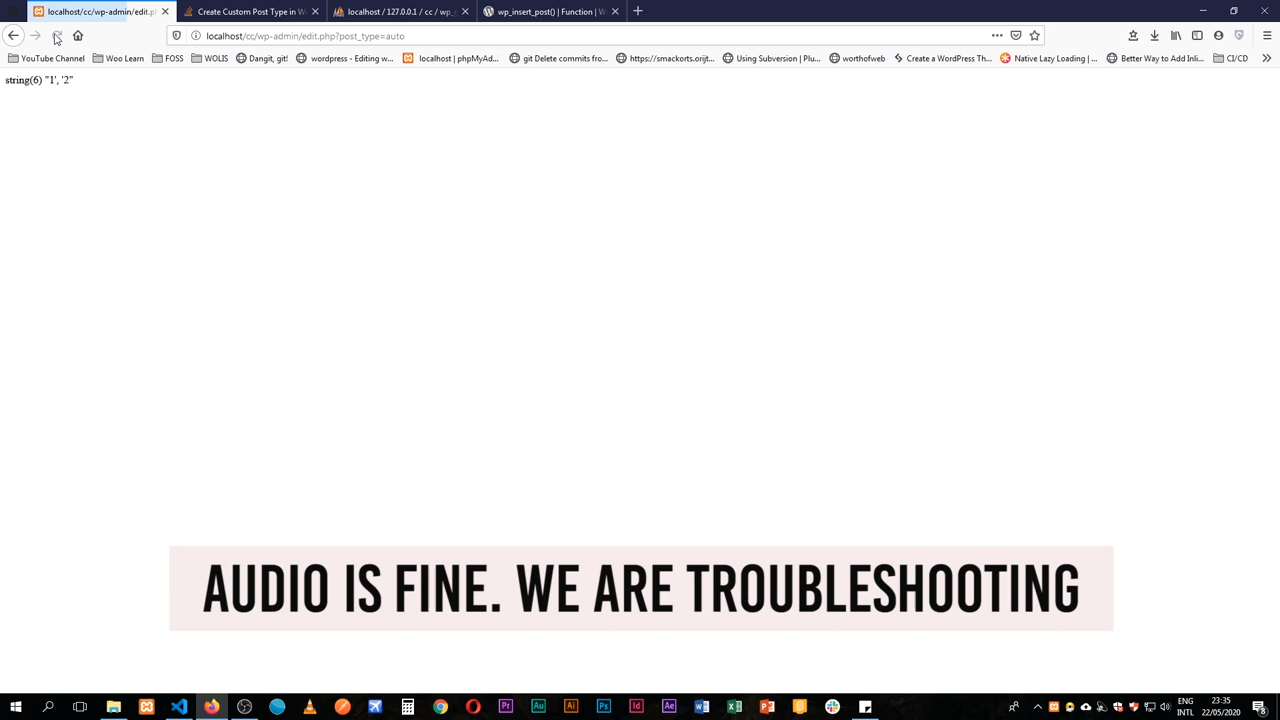 localhost/cc/wp-admin/edit.ph
Create Custom Post Type in W
localhost / 127.0.0.1 / cc / wp_
wp_insert_post() | Function | W
localhost/cc/wp-admin/edit.php?post_type=auto
YouTube Channel
Woo Learn
FOSS
WOLIS
Dangit, git!
wordpress - Editing w...
localhost | phpMyAd...
git Delete commits fro...
https://smackorts.orijt...
Using Subversion | Plu...
worthofweb
Create a WordPress Th...
Native Lazy Loading | ...
Better Way to Add Inli...
CI/CD
string(6) "1', '2"
AUDIO IS FINE. WE ARE TROUBLESHOOTING
ENG
INTL
23:35
22/05/2020